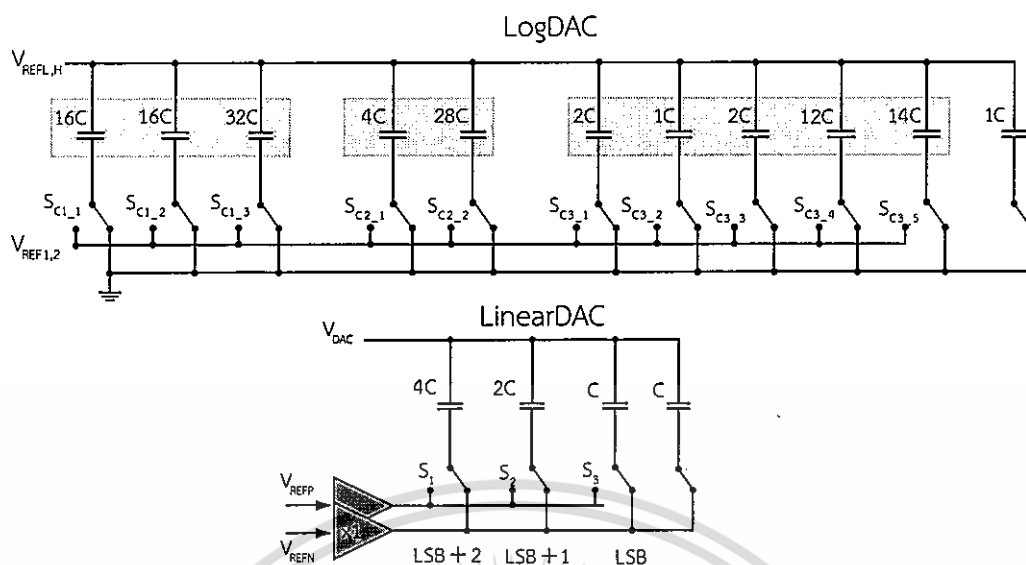 LogDAC
V_REFL,H
16C 16C 32C 4C 28C 2C 1C 2C 12C 14C 1C
S_C1_1 S_C1_2 S_C1_3 S_C2_1 S_C2_2 S_C3_1 S_C3_2 S_C3_3 S_C3_4 S_C3_5
V_REF1,2
LinearDAC
V_DAC
4C 2C C C
S_1 S_2 S_3
V_REFP
V_REFN
LSB+2 LSB+1 LSB